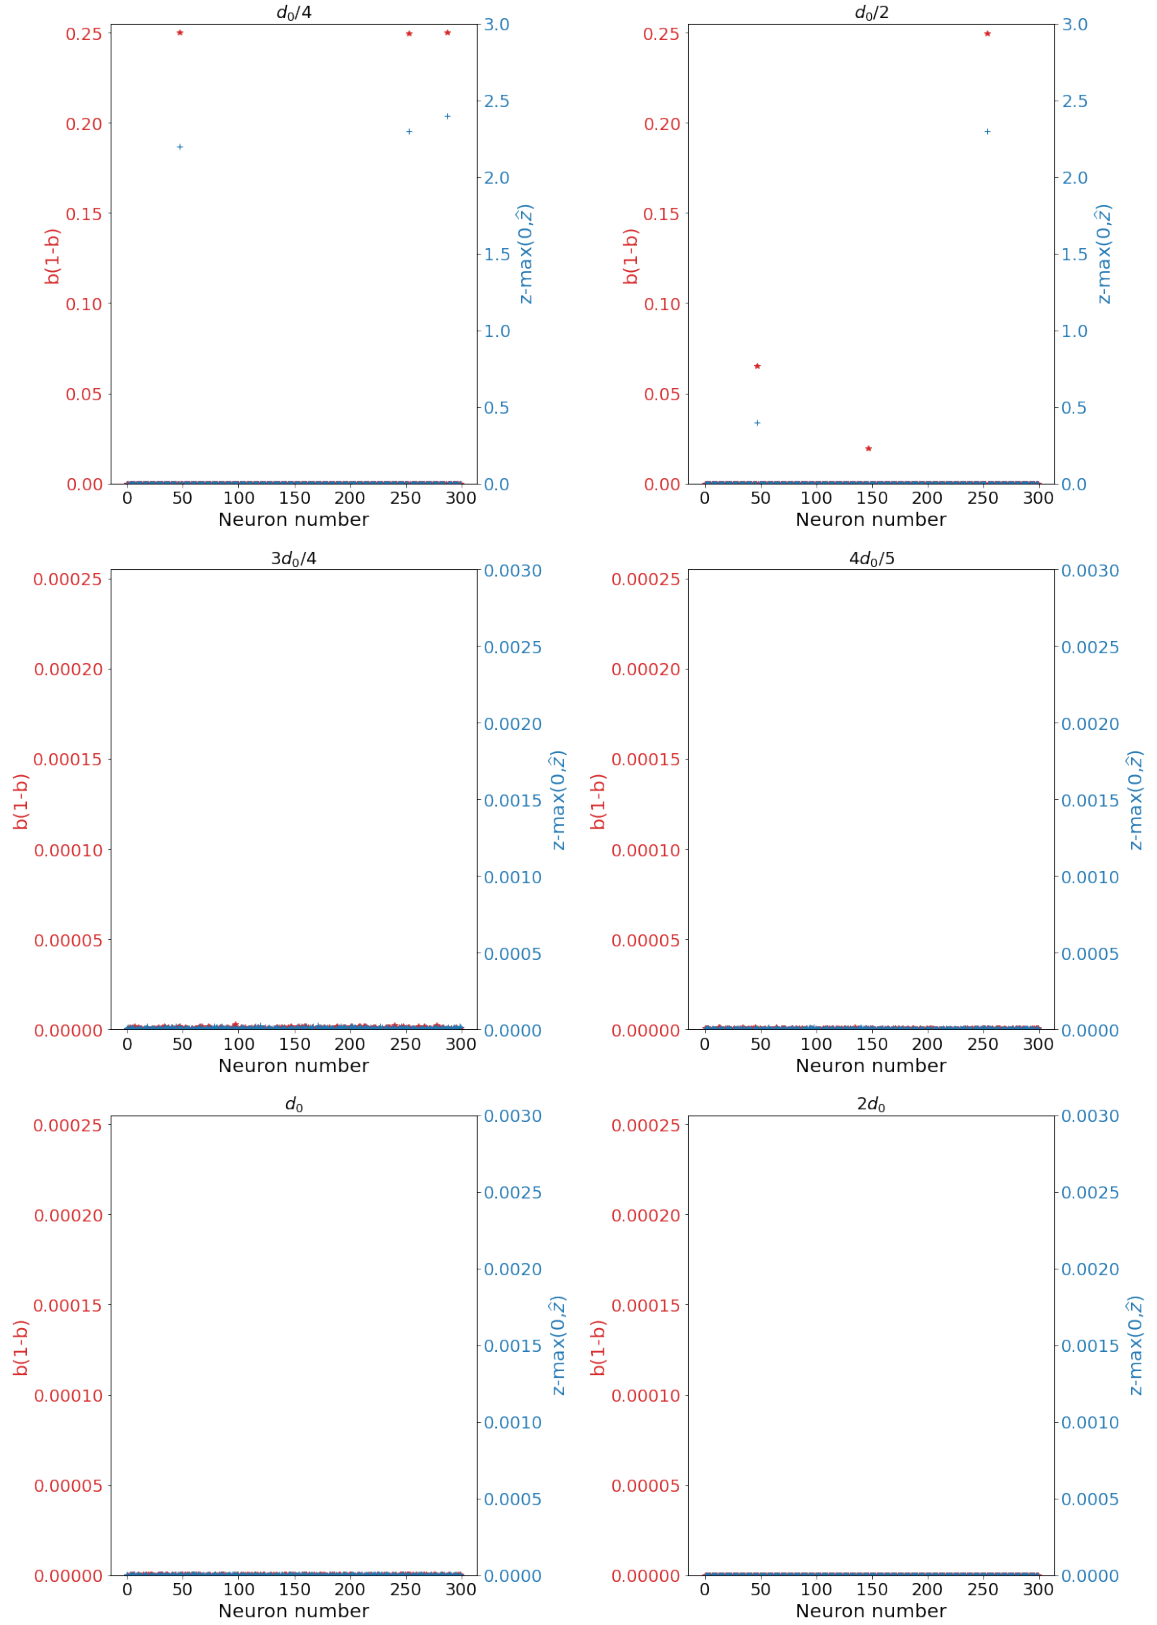 d₀/4
0.25
0.20
0.15
0.10
0.05
0.00
b(1-b)
3.0
2.5
2.0
1.5
1.0
0.5
0.0
z-max(0,ẑ)
0 50 100 150 200 250 300
Neuron number
d₀/2
0.25
0.20
0.15
0.10
0.05
0.00
b(1-b)
3.0
2.5
2.0
1.5
1.0
0.5
0.0
z-max(0,ẑ)
0 50 100 150 200 250 300
Neuron number
3d₀/4
0.00025
0.00020
0.00015
0.00010
0.00005
0.00000
b(1-b)
0.0030
0.0025
0.0020
0.0015
0.0010
0.0005
0.0000
z-max(0,ẑ)
0 50 100 150 200 250 300
Neuron number
4d₀/5
0.00025
0.00020
0.00015
0.00010
0.00005
0.00000
b(1-b)
0.0030
0.0025
0.0020
0.0015
0.0010
0.0005
0.0000
z-max(0,ẑ)
0 50 100 150 200 250 300
Neuron number
d₀
0.00025
0.00020
0.00015
0.00010
0.00005
0.00000
b(1-b)
0.0030
0.0025
0.0020
0.0015
0.0010
0.0005
0.0000
z-max(0,ẑ)
0 50 100 150 200 250 300
Neuron number
2d₀
0.00025
0.00020
0.00015
0.00010
0.00005
0.00000
b(1-b)
0.0030
0.0025
0.0020
0.0015
0.0010
0.0005
0.0000
z-max(0,ẑ)
0 50 100 150 200 250 300
Neuron number